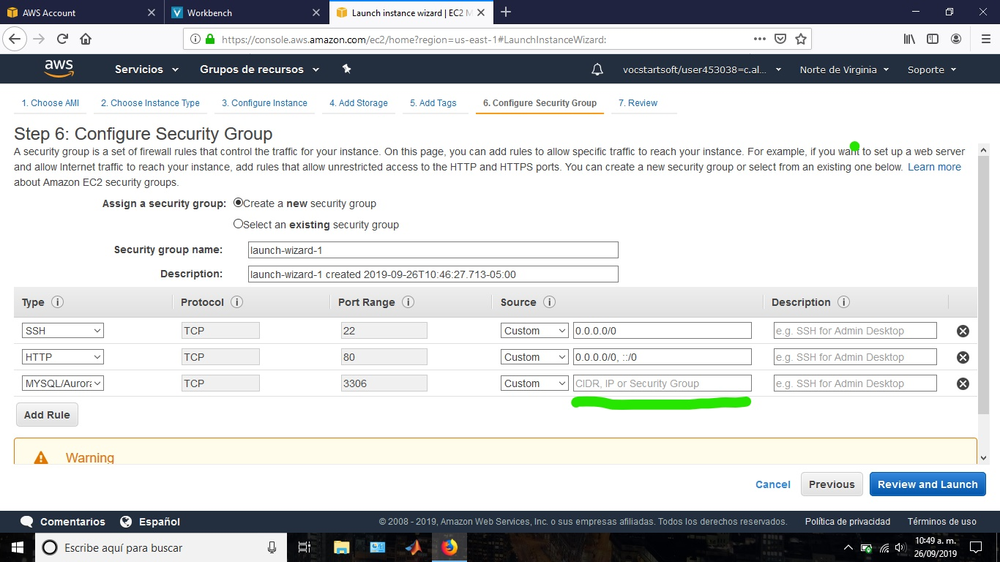 AWS Account
Workbench
Launch instance wizard | EC2 M
https://console.aws.amazon.com/ec2/home?region=us-east-1#LaunchInstanceWizard:
aws
Servicios
Grupos de recursos
vocstartsoft/user453038=c.al...
Norte de Virginia
Soporte
1. Choose AMI
2. Choose Instance Type
3. Configure Instance
4. Add Storage
5. Add Tags
6. Configure Security Group
7. Review
Step 6: Configure Security Group
A security group is a set of firewall rules that control the traffic for your instance. On this page, you can add rules to allow specific traffic to reach your instance. For example, if you want to set up a web server
and allow Internet traffic to reach your instance, add rules that allow unrestricted access to the HTTP and HTTPS ports. You can create a new security group or select from an existing one below. Learn more
about Amazon EC2 security groups.
Assign a security group: Create a new security group
Select an existing security group
Security group name: launch-wizard-1
Description: launch-wizard-1 created 2019-09-26T10:46:27.713-05:00
Type Protocol Port Range Source Description
SSH TCP 22 Custom 0.0.0.0/0 e.g. SSH for Admin Desktop
HTTP TCP 80 Custom 0.0.0.0/0, ::/0 e.g. SSH for Admin Desktop
MYSQL/Aurora TCP 3306 Custom CIDR, IP or Security Group e.g. SSH for Admin Desktop
Add Rule
Warning
Cancel
Previous
Review and Launch
Comentarios
Español
© 2008 - 2019, Amazon Web Services, Inc. o sus empresas afiliadas. Todos los derechos reservados.
Política de privacidad
Términos de uso
Escribe aquí para buscar
10:49 a. m.
26/09/2019